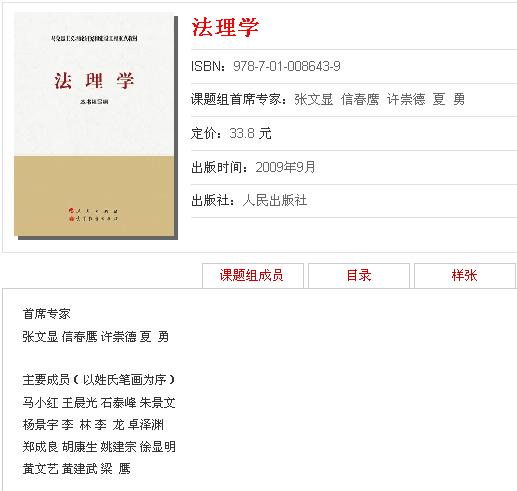 法理学
马克思主义理论研究和建设工程重点教材
法理学
本书编写组
人民出版社
高等教育出版社
ISBN：978-7-01-008643-9
课题组首席专家：张文显 信春鹰 许崇德 夏 勇
定价：33.8 元
出版时间：2009年9月
出版社：人民出版社
课题组成员
目录
样张
首席专家
张文显 信春鹰 许崇德 夏 勇
主要成员（以姓氏笔画为序）
马小红 王晨光 石泰峰 朱景文
杨景宇 李 林 李 龙 卓泽渊
郑成良 胡康生 姚建宗 徐显明
黄文艺 黄建武 梁 鹰